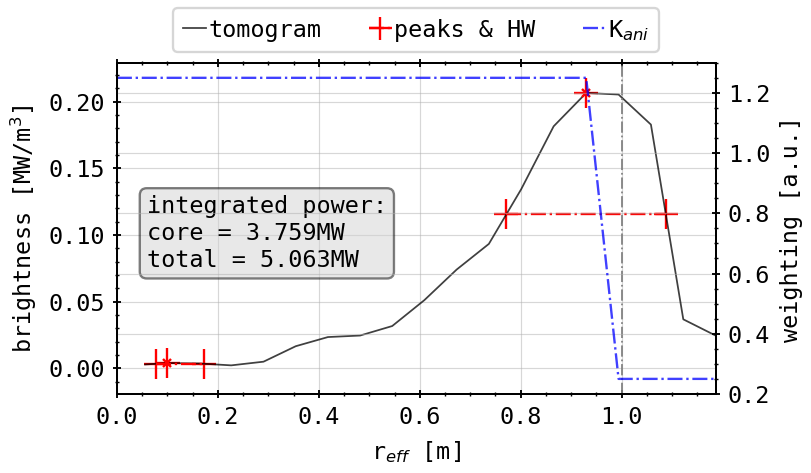 tomogram peaks & HW K_ani
brightness [MW/m³]
0.20
0.15
0.10
0.05
0.00
integrated power:
core = 3.759MW
total = 5.063MW
1.2
1.0
0.8
0.6
0.4
0.2
weighting [a.u.]
0.0 0.2 0.4 0.6 0.8 1.0
r_eff [m]